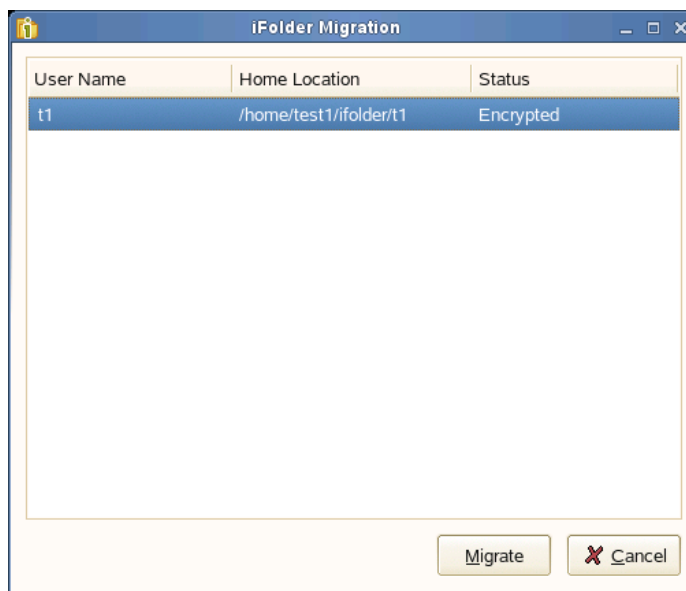 iFolder Migration
User Name Home Location Status
t1 /home/test1/ifolder/t1 Encrypted
Migrate Cancel